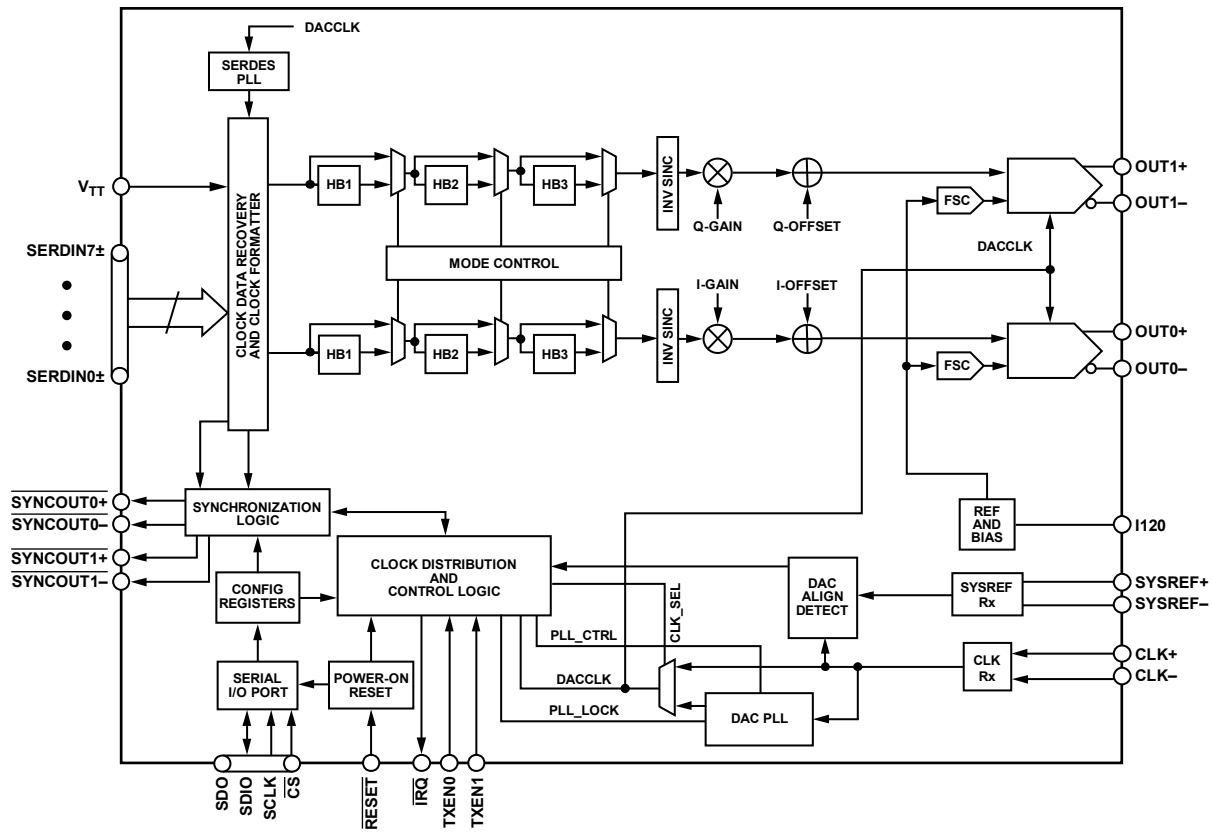 DACCLK
SERDES
PLL
V_TT
SERDIN7±
SERDIN0±
CLOCK DATA RECOVERY
AND CLOCK FORMATTER
HB1
HB2
HB3
INV SINC
Q-GAIN
Q-OFFSET
FSC
OUT1+
OUT1–
DACCLK
MODE CONTROL
I-GAIN
I-OFFSET
HB1
HB2
HB3
INV SINC
FSC
OUT0+
OUT0–
SYNCOUT0+
SYNCOUT0–
SYNCOUT1+
SYNCOUT1–
SYNCHRONIZATION
LOGIC
REF
AND
BIAS
I120
CLOCK DISTRIBUTION
AND
CONTROL LOGIC
CONFIG
REGISTERS
DAC
ALIGN
DETECT
SYSREF
Rx
SYSREF+
SYSREF–
CLK_SEL
PLL_CTRL
SERIAL
I/O PORT
POWER-ON
RESET
DACCLK
PLL_LOCK
DAC PLL
CLK
Rx
CLK+
CLK–
SDO
SDIO
SCLK
CS
RESET
IRQ
TXEN0
TXEN1